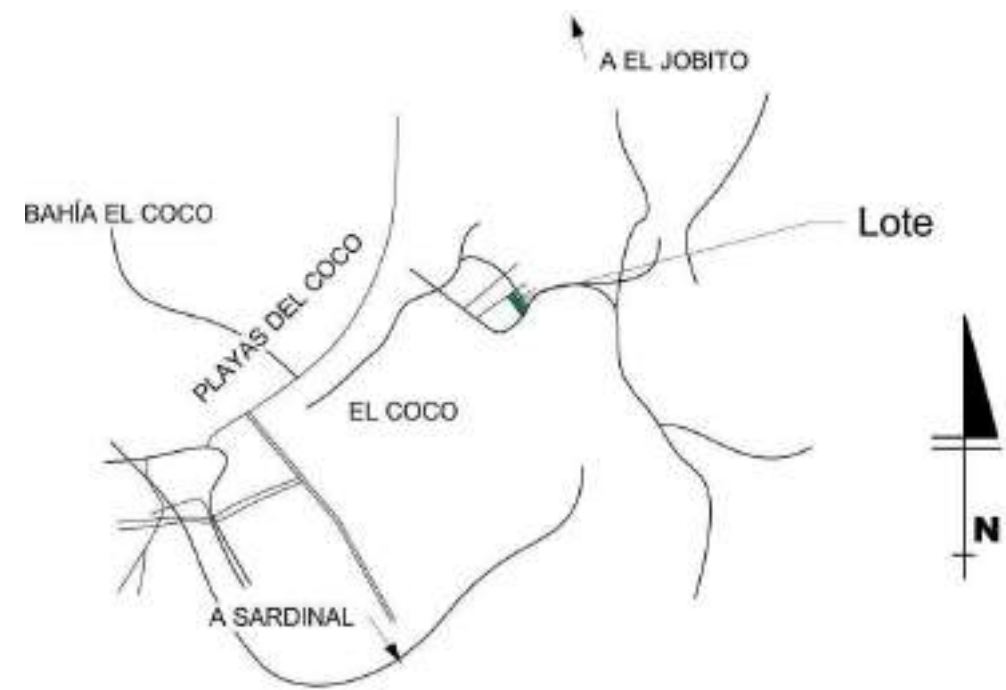 A EL JOBITO
BAHÍA EL COCO
Lote
PLAYAS DEL COCO
EL COCO
N
A SARDINAL